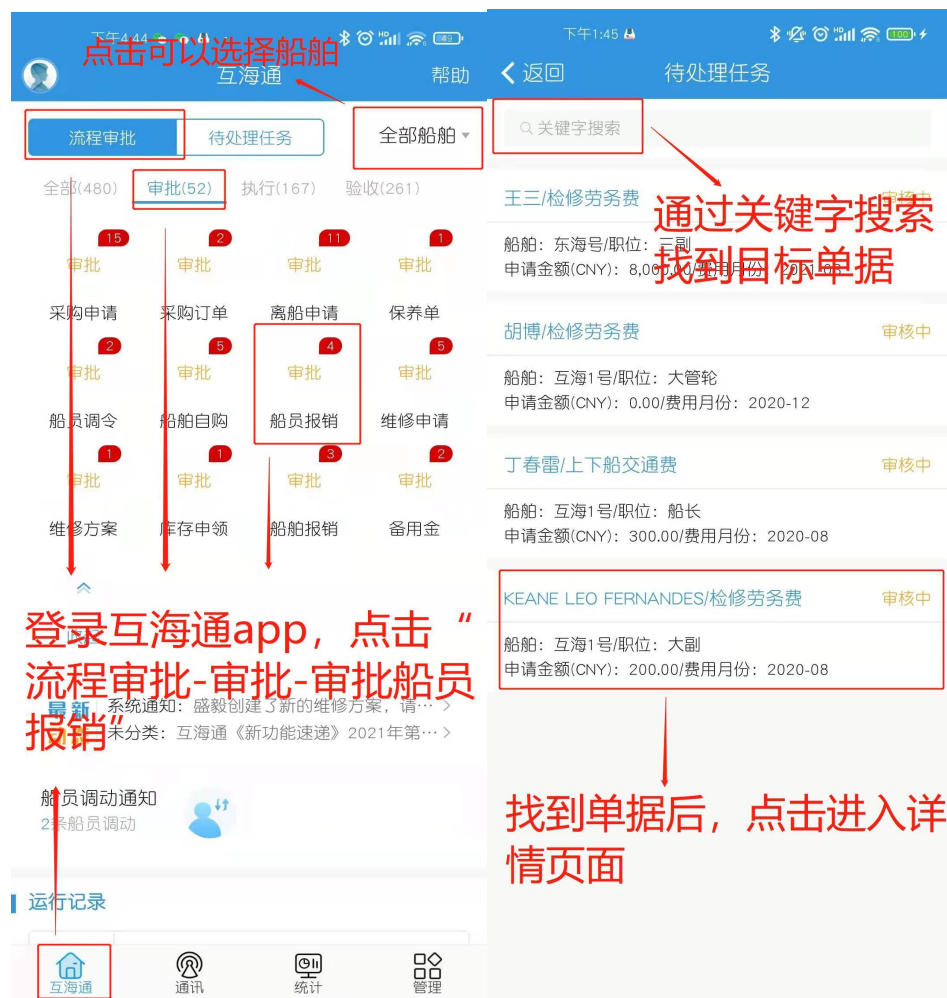 下午4:44
49
点击可以选择船舶
互海通
帮助
流程审批
待处理任务
全部船舶
全部(480)
审批(52)
执行(167)
验收(261)
15
2
11
1
审批
审批
审批
审批
采购申请
采购订单
离船申请
保养单
2
5
4
5
审批
审批
审批
审批
船员调令
船舶自购
船员报销
维修申请
1
1
3
2
审批
审批
审批
审批
维修方案
库存申领
船舶报销
备用金
登录互海通app，点击“
流程审批-审批-审批船员
报销”
最新
系统通知：盛毅创建了新的维修方案，请… >
未分类：互海通《新功能速递》2021年第… >
船员调动通知
2条船员调动
运行记录
互海通
通讯
统计
管理
下午1:45
100
返回
待处理任务
关键字搜索
通过关键字搜索
找到目标单据
王三/检修劳务费
审核中
船舶：东海号/职位：三副
申请金额(CNY)：8,000.00/费用月份：2021-03
胡博/检修劳务费
审核中
船舶：互海1号/职位：大管轮
申请金额(CNY)：0.00/费用月份：2020-12
丁春雷/上下船交通费
审核中
船舶：互海1号/职位：船长
申请金额(CNY)：300.00/费用月份：2020-08
KEANE LEO FERNANDES/检修劳务费
审核中
船舶：互海1号/职位：大副
申请金额(CNY)：200.00/费用月份：2020-08
找到单据后，点击进入详
情页面